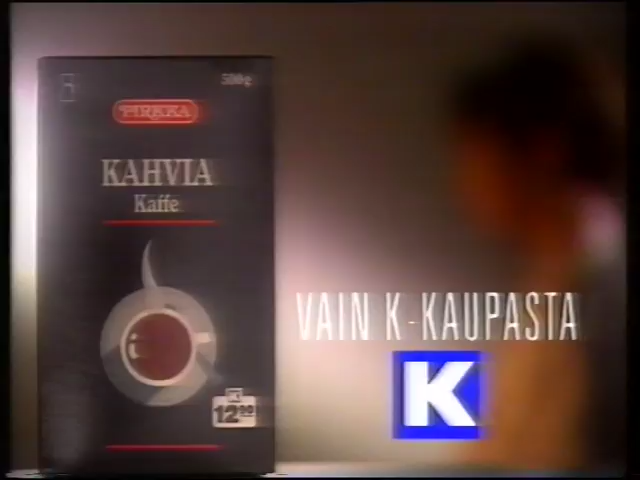 500g
PIRKKA
KAHVIA
Kaffe
K
12.90
VAIN K-KAUPASTA
K